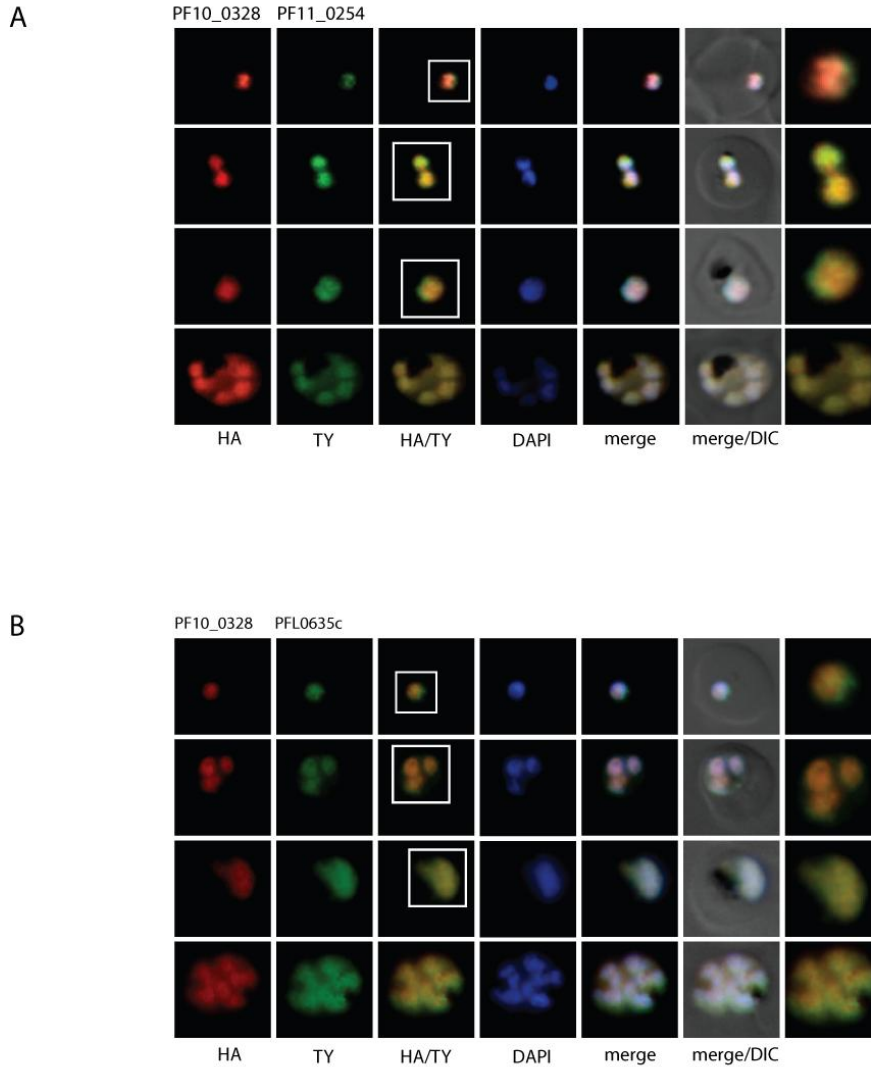 A
PF10_0328 PF11_0254
HA TY HA/TY DAPI merge merge/DIC
B
PF10_0328 PFL0635c
HA TY HA/TY DAPI merge merge/DIC